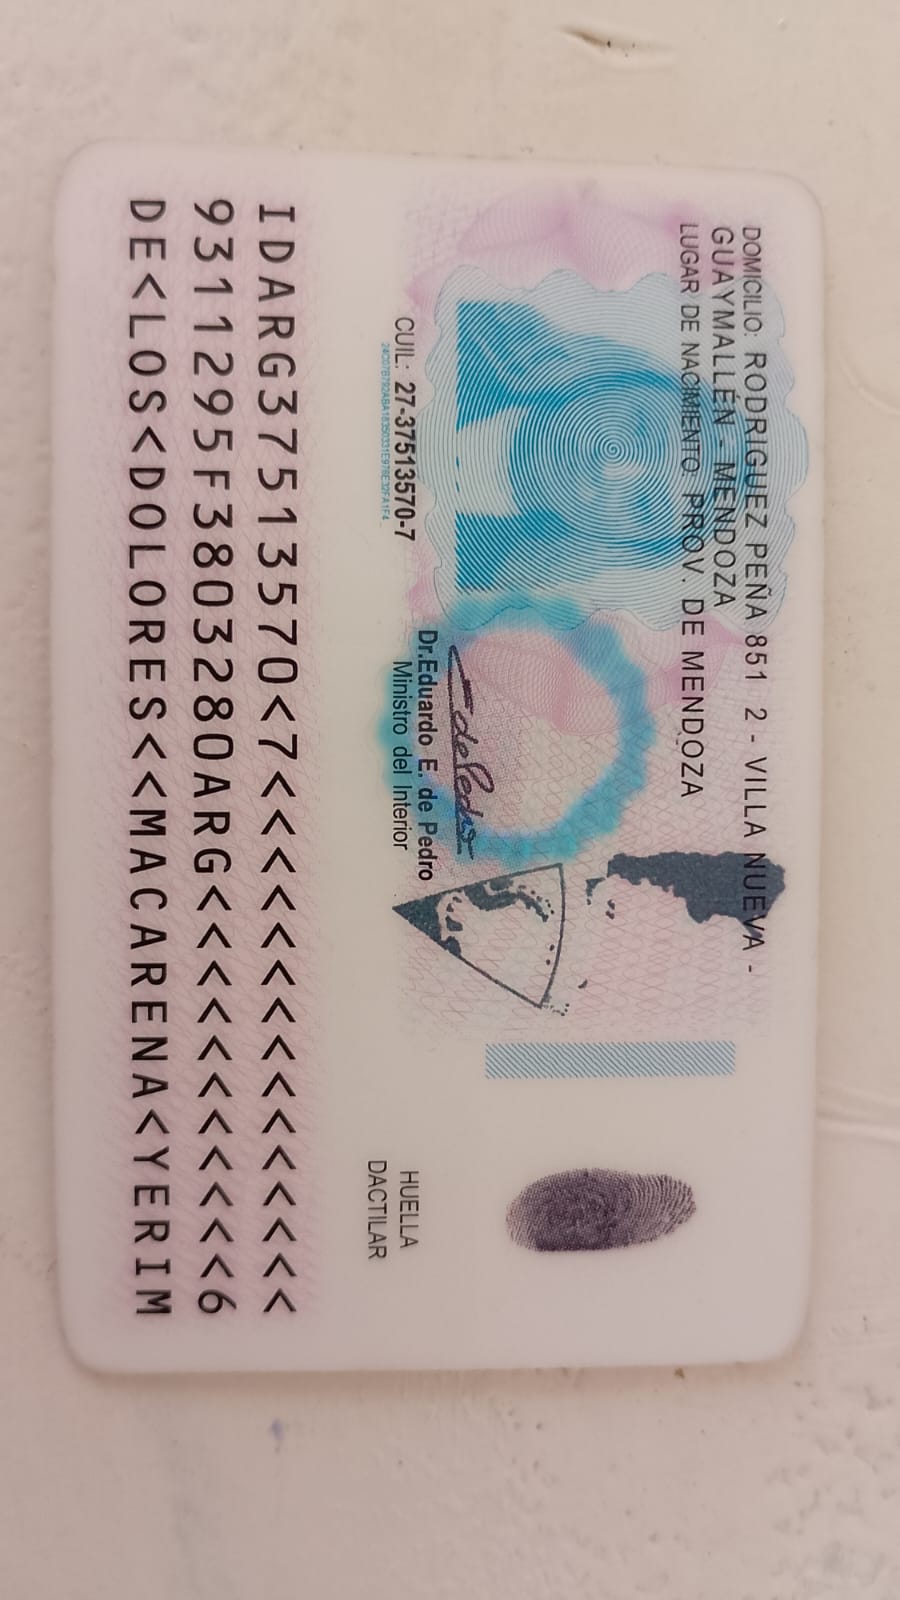 DOMICILIO: RODRIGUEZ PEÑA 851 2 - VILLA NUEVA -
GUAYMALLÉN - MENDOZA
LUGAR DE NACIMIENTO: PROV. DE MENDOZA
Dr.Eduardo E. de Pedro
Ministro del Interior
CUIL: 27-37513570-7
HUELLA
DACTILAR
IDARG37513570<7<<<<<<<<<<<<<<<
9311295F3803280ARG<<<<<<<<<<<6
DE<LOS<DOLORES<<MACARENA<YERIM